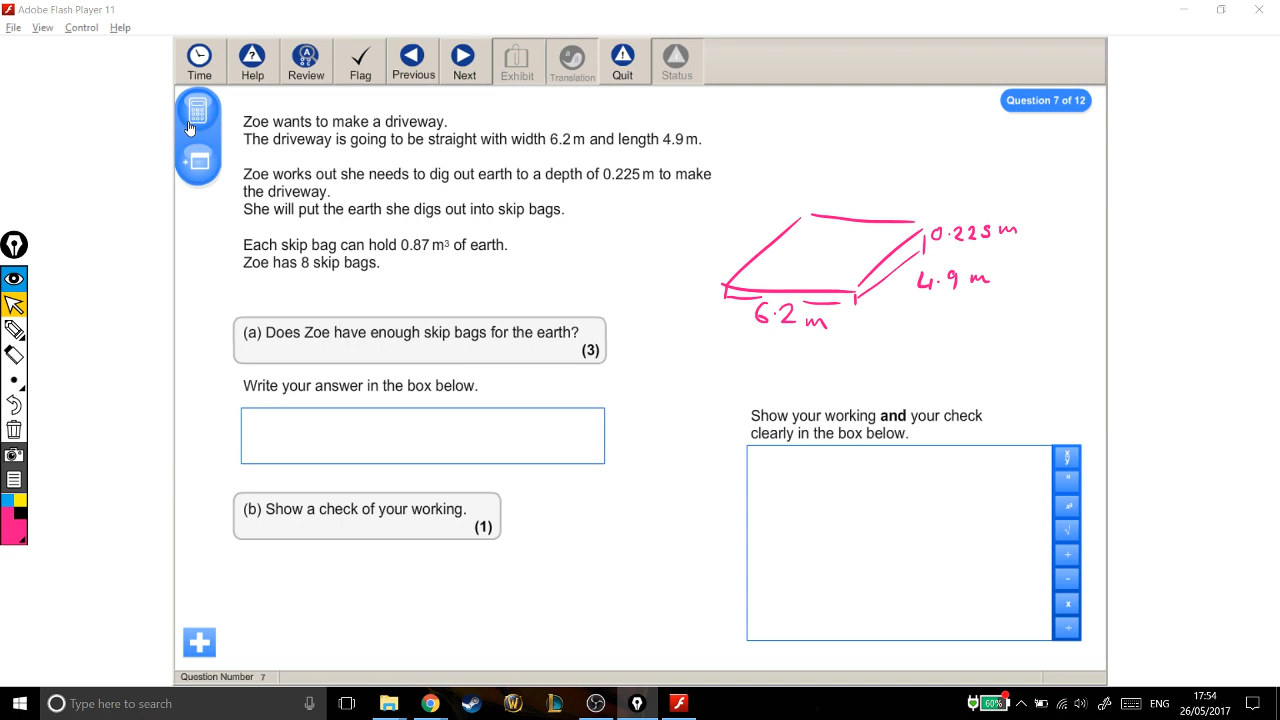 Adobe Flash Player 11
File View Control Help
Time Help Review Flag Previous Next Exhibit Translation Quit Status
Question 7 of 12
Zoe wants to make a driveway.
The driveway is going to be straight with width 6.2 m and length 4.9 m.
Zoe works out she needs to dig out earth to a depth of 0.225 m to make
the driveway.
She will put the earth she digs out into skip bags.
Each skip bag can hold 0.87 m³ of earth.
Zoe has 8 skip bags.
0.225 m
4.9 m
6.2 m
(a) Does Zoe have enough skip bags for the earth?
(3)
Write your answer in the box below.
Show your working and your check
clearly in the box below.
x
y
x²
√
+
-
x
÷
(b) Show a check of your working.
(1)
Question Number 7
Type here to search
60%
ENG
17:54
26/05/2017